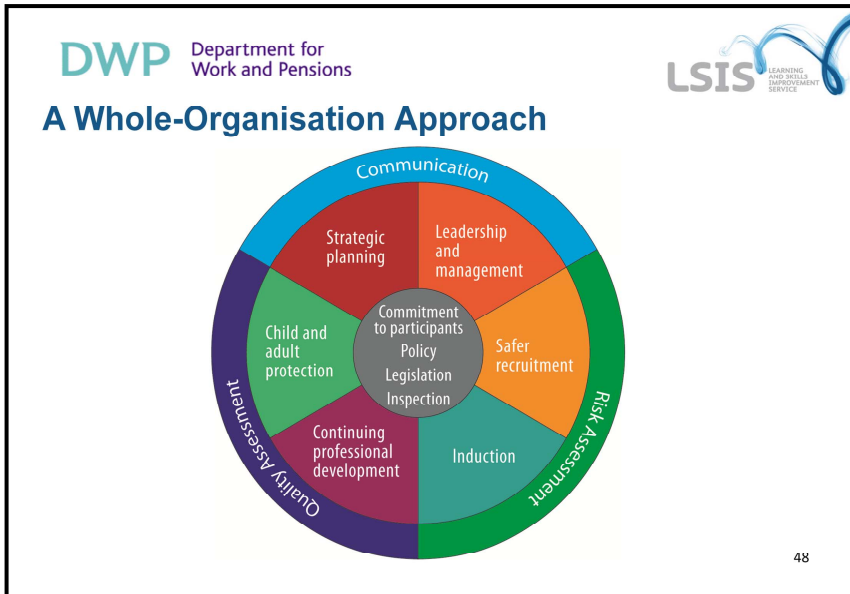 DWP Department for
Work and Pensions
LSIS LEARNING
AND SKILLS
IMPROVEMENT
SERVICE
A Whole-Organisation Approach
Communication
Strategic
planning
Leadership
and
management
Commitment
to participants
Policy
Legislation
Inspection
Child and
adult
protection
Safer
recruitment
Continuing
professional
development
Induction
Quality Assessment
Risk Assessment
48